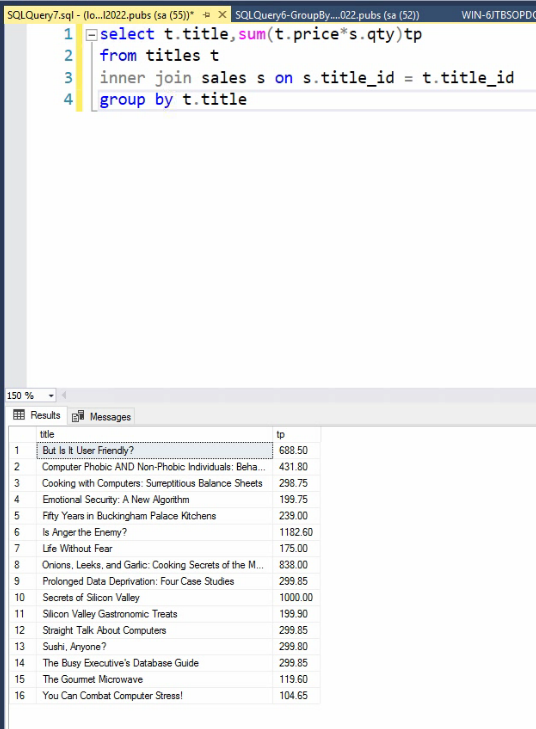 SQLQuery7.sql - (lo...l2022.pubs (sa (55))* SQLQuery6-GroupBy....022.pubs (sa (52)) WIN-6JTBSOPD
1 select t.title,sum(t.price*s.qty)tp
2 from titles t
3 inner join sales s on s.title_id = t.title_id
4 group by t.title
150 %
Results Messages
title tp
1 But Is It User Friendly? 688.50
2 Computer Phobic AND Non-Phobic Individuals: Beha... 431.80
3 Cooking with Computers: Surreptitious Balance Sheets 298.75
4 Emotional Security: A New Algorithm 199.75
5 Fifty Years in Buckingham Palace Kitchens 239.00
6 Is Anger the Enemy? 1182.60
7 Life Without Fear 175.00
8 Onions, Leeks, and Garlic: Cooking Secrets of the M... 838.00
9 Prolonged Data Deprivation: Four Case Studies 299.85
10 Secrets of Silicon Valley 1000.00
11 Silicon Valley Gastronomic Treats 199.90
12 Straight Talk About Computers 299.85
13 Sushi, Anyone? 299.80
14 The Busy Executive's Database Guide 299.85
15 The Gourmet Microwave 119.60
16 You Can Combat Computer Stress! 104.65